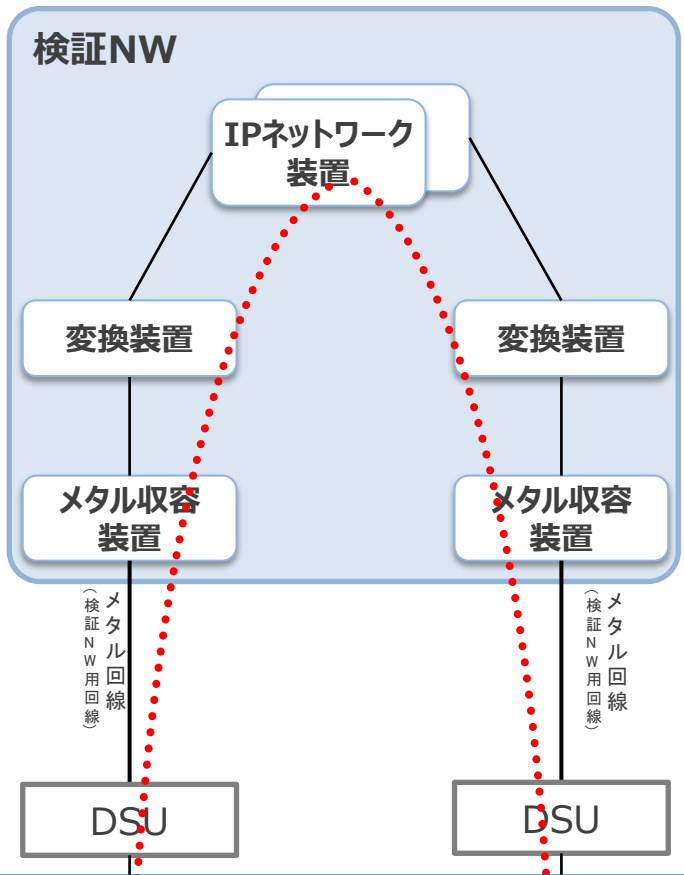 検証NW
IPネットワーク
装置
変換装置
変換装置
メタル収容
装置
メタル収容
装置
メタル回線
（検証NW用回線）
メタル回線
（検証NW用回線）
DSU
DSU